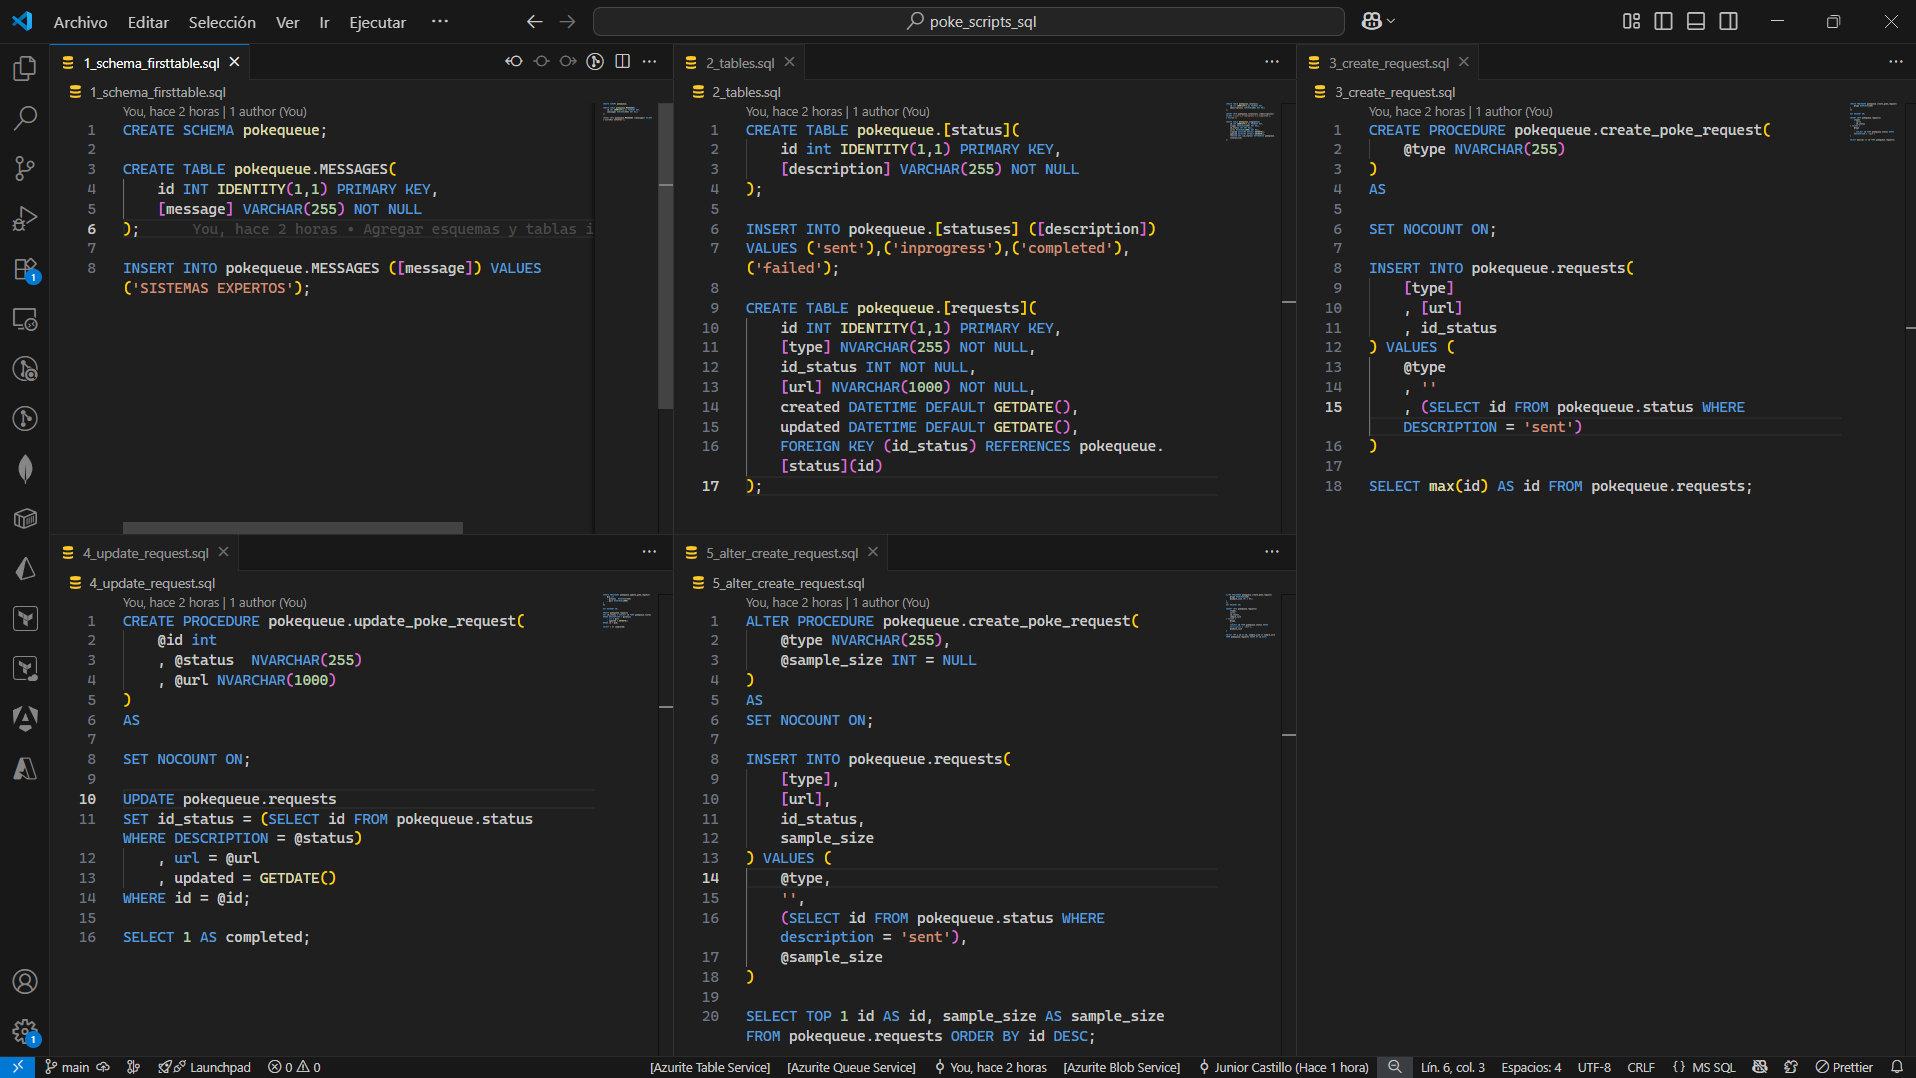 Archivo Editar Selección Ver Ir Ejecutar ···
poke_scripts_sql
1_schema_firsttable.sql
1_schema_firsttable.sql
You, hace 2 horas | 1 author (You)
1 CREATE SCHEMA pokequeue;
2
3 CREATE TABLE pokequeue.MESSAGES(
4 id INT IDENTITY(1,1) PRIMARY KEY,
5 [message] VARCHAR(255) NOT NULL
6 ); You, hace 2 horas • Agregar esquemas y tablas i
7
8 INSERT INTO pokequeue.MESSAGES ([message]) VALUES
('SISTEMAS EXPERTOS');
2_tables.sql
2_tables.sql
You, hace 2 horas | 1 author (You)
1 CREATE TABLE pokequeue.[status](
2 id int IDENTITY(1,1) PRIMARY KEY,
3 [description] VARCHAR(255) NOT NULL
4 );
5
6 INSERT INTO pokequeue.[statuses] ([description])
7 VALUES ('sent'),('inprogress'),('completed'),
('failed');
8
9 CREATE TABLE pokequeue.[requests](
10 id INT IDENTITY(1,1) PRIMARY KEY,
11 [type] NVARCHAR(255) NOT NULL,
12 id_status INT NOT NULL,
13 [url] NVARCHAR(1000) NOT NULL,
14 created DATETIME DEFAULT GETDATE(),
15 updated DATETIME DEFAULT GETDATE(),
16 FOREIGN KEY (id_status) REFERENCES pokequeue.
[status](id)
17 );
3_create_request.sql
3_create_request.sql
You, hace 2 horas | 1 author (You)
1 CREATE PROCEDURE pokequeue.create_poke_request(
2 @type NVARCHAR(255)
3 )
4 AS
5
6 SET NOCOUNT ON;
7
8 INSERT INTO pokequeue.requests(
9 [type]
10 , [url]
11 , id_status
12 ) VALUES (
13 @type
14 , ''
15 , (SELECT id FROM pokequeue.status WHERE
DESCRIPTION = 'sent')
16 )
17
18 SELECT max(id) AS id FROM pokequeue.requests;
4_update_request.sql
4_update_request.sql
You, hace 2 horas | 1 author (You)
1 CREATE PROCEDURE pokequeue.update_poke_request(
2 @id int
3 , @status NVARCHAR(255)
4 , @url NVARCHAR(1000)
5 )
6 AS
7
8 SET NOCOUNT ON;
9
10 UPDATE pokequeue.requests
11 SET id_status = (SELECT id FROM pokequeue.status
WHERE DESCRIPTION = @status)
12 , url = @url
13 , updated = GETDATE()
14 WHERE id = @id;
15
16 SELECT 1 AS completed;
5_alter_create_request.sql
5_alter_create_request.sql
You, hace 2 horas | 1 author (You)
1 ALTER PROCEDURE pokequeue.create_poke_request(
2 @type NVARCHAR(255),
3 @sample_size INT = NULL
4 )
5 AS
6 SET NOCOUNT ON;
7
8 INSERT INTO pokequeue.requests(
9 [type],
10 [url],
11 id_status,
12 sample_size
13 ) VALUES (
14 @type,
15 '',
16 (SELECT id FROM pokequeue.status WHERE
description = 'sent'),
17 @sample_size
18 )
19
20 SELECT TOP 1 id AS id, sample_size AS sample_size
FROM pokequeue.requests ORDER BY id DESC;
1
1
main Launchpad 0 0 [Azurite Table Service] [Azurite Queue Service] You, hace 2 horas [Azurite Blob Service] Junior Castillo (Hace 1 hora) Lín. 6, col. 3 Espacios: 4 UTF-8 CRLF {} MS SQL Prettier